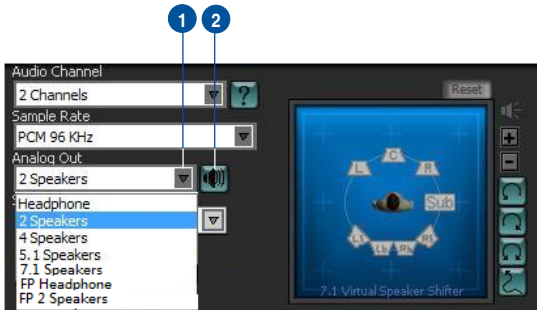 1 2
Audio Channel
2 Channels
?
Reset
Sample Rate
PCM 96 KHz
Analog Out
2 Speakers
Headphone
2 Speakers
4 Speakers
5.1 Speakers
7.1 Speakers
FP Headphone
FP 2 Speakers
L C R
Sub
Ls Lb Rb Rs
7.1 Virtual Speaker Shifter